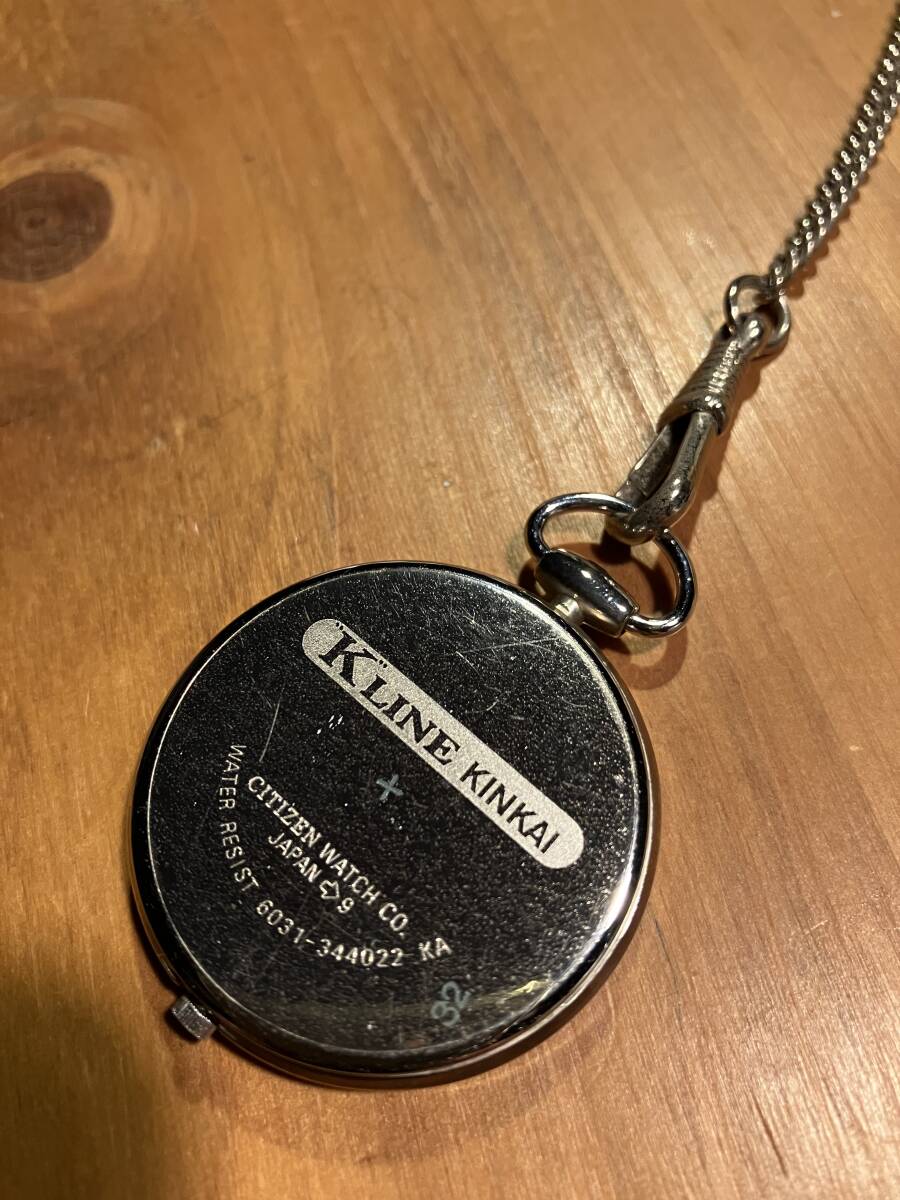 "K" LINE KINKAI
+
CITIZEN WATCH CO.
JAPAN ⇨ 9
WATER RESIST 6031-344022 KA
32